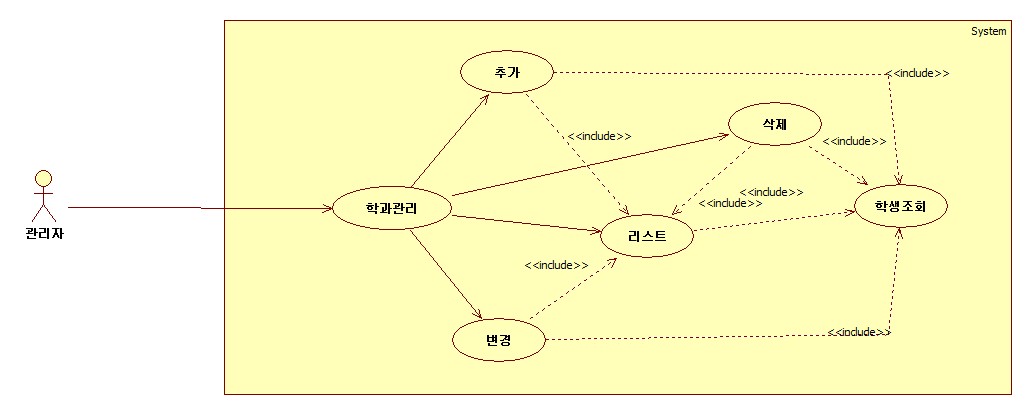 System
추가
<<include>>
<<include>>
삭제
<<include>>
학과관리
<<include>>
<<include>>
학생조회
관리자
리스트
<<include>>
변경
<<include>>